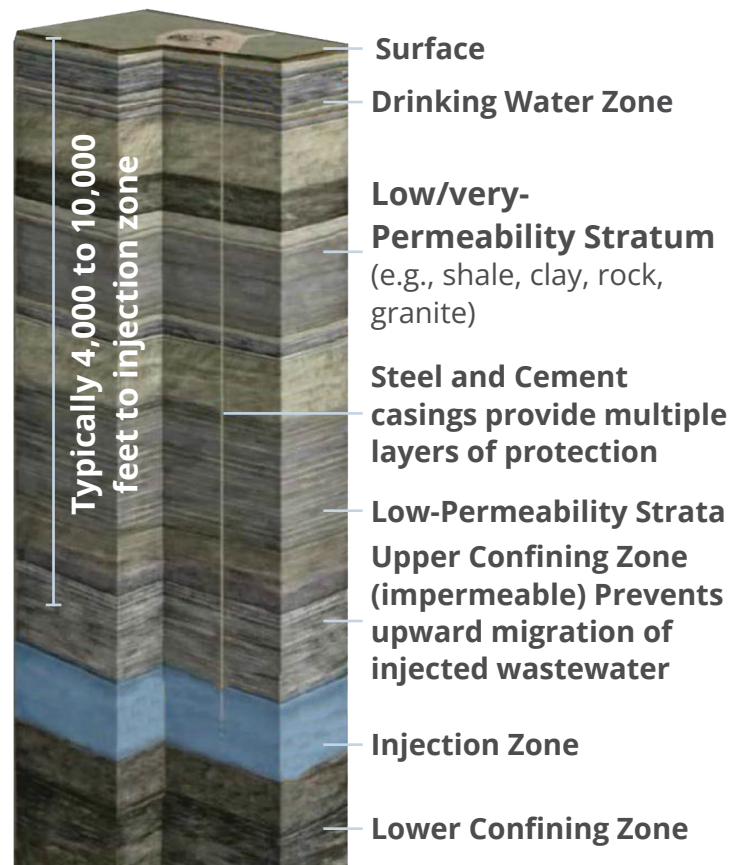 Surface
Drinking Water Zone
Typically 4,000 to 10,000
feet to injection zone
Low/very-
Permeability Stratum
(e.g., shale, clay, rock,
granite)
Steel and Cement
casings provide multiple
layers of protection
Low-Permeability Strata
Upper Confining Zone
(impermeable) Prevents
upward migration of
injected wastewater
Injection Zone
Lower Confining Zone